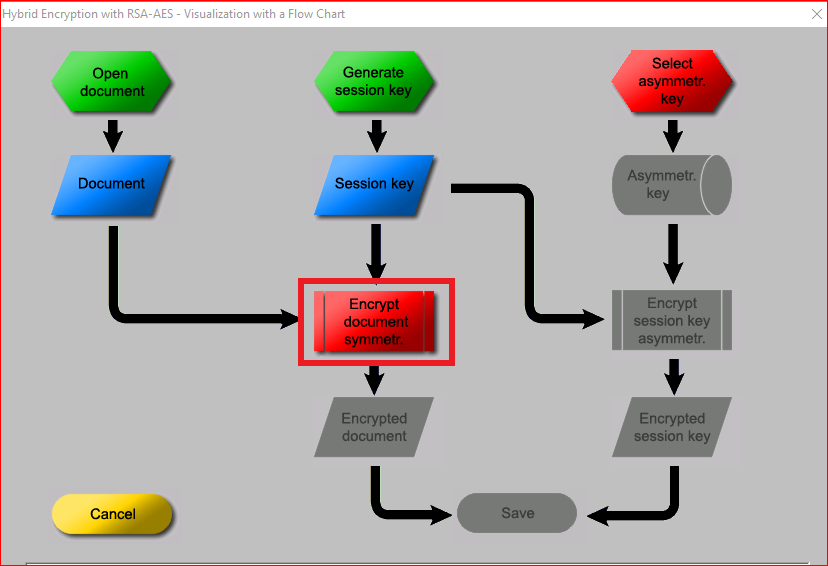 Hybrid Encryption with RSA-AES - Visualization with a Flow Chart
Open
document
Generate
session key
Select
asymmetr.
key
Document
Session key
Asymmetr.
key
Encrypt
document
symmetr.
Encrypt
session key
asymmetr.
Encrypted
document
Encrypted
session key
Cancel
Save